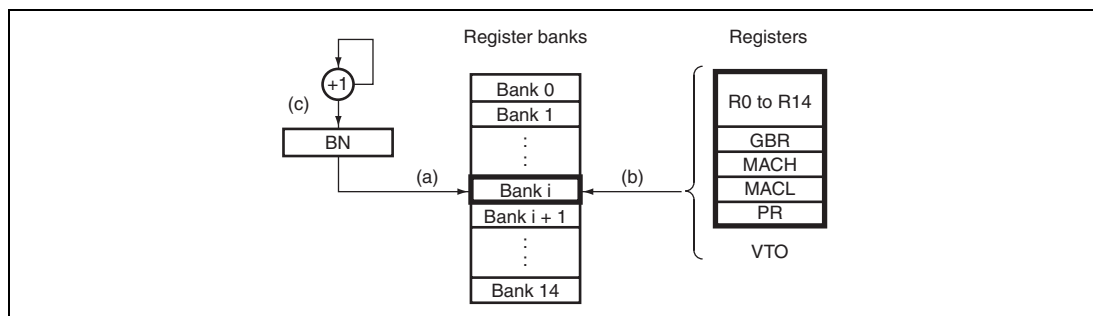 Register banks
Registers
+1
(c)
BN
(a)
Bank 0
Bank 1
Bank i
Bank i + 1
Bank 14
(b)
R0 to R14
GBR
MACH
MACL
PR
VTO